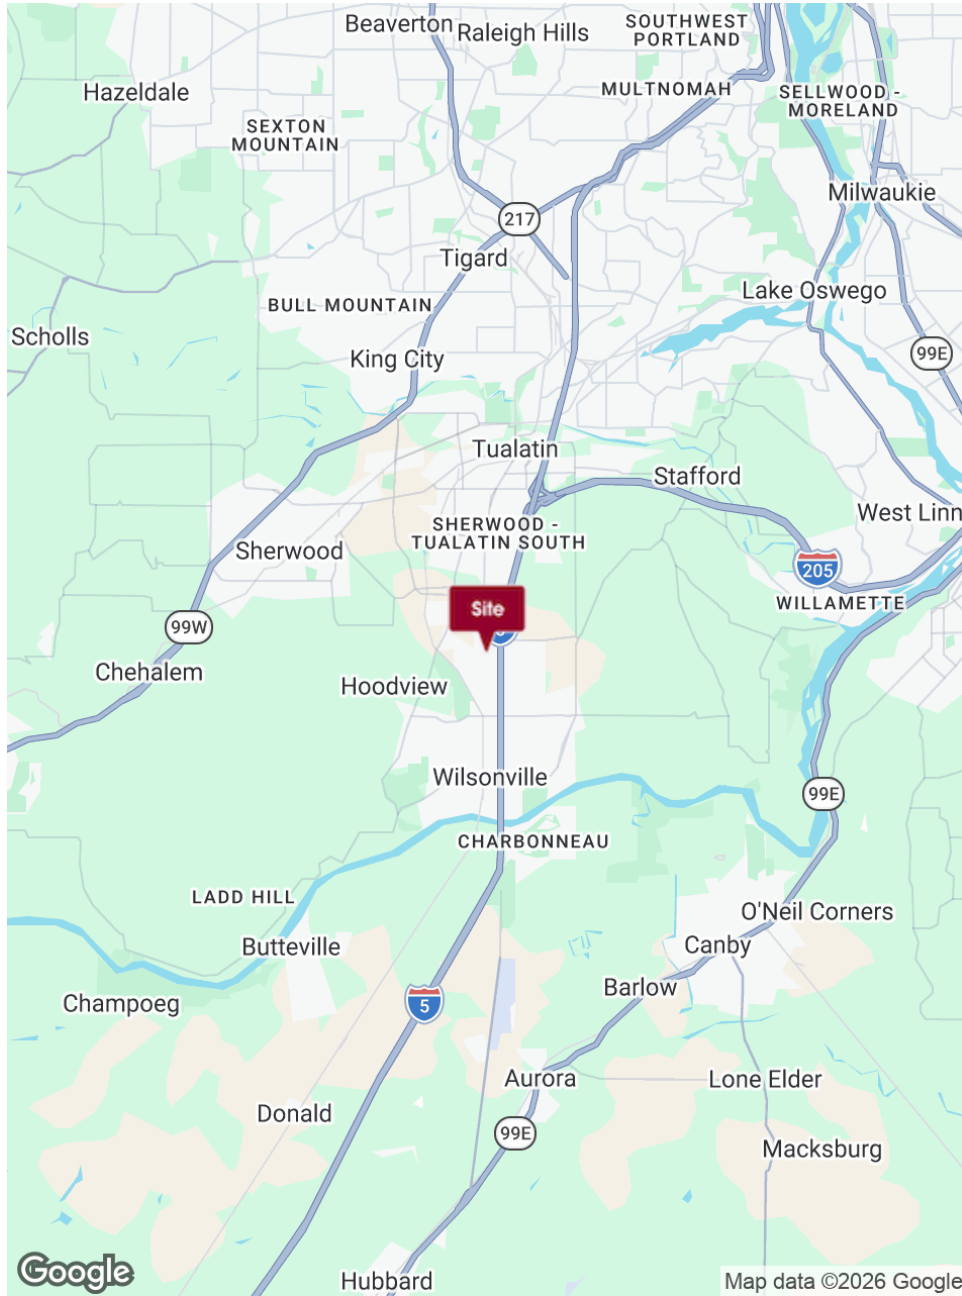 Beaverton
Raleigh Hills
SOUTHWEST
PORTLAND
Hazeldale
MULTNOMAH
SELLWOOD -
MORELAND
SEXTON
MOUNTAIN
Milwaukie
217
Tigard
Lake Oswego
BULL MOUNTAIN
Scholls
King City
99E
Tualatin
Stafford
West Linn
SHERWOOD -
TUALATIN SOUTH
Sherwood
205
WILLAMETTE
Site
99W
Chehalem
Hoodview
Wilsonville
99E
CHARBONNEAU
LADD HILL
O'Neil Corners
Butteville
Canby
Barlow
Champoeg
5
Aurora
Lone Elder
Donald
99E
Macksburg
Google
Hubbard
Map data ©2026 Google